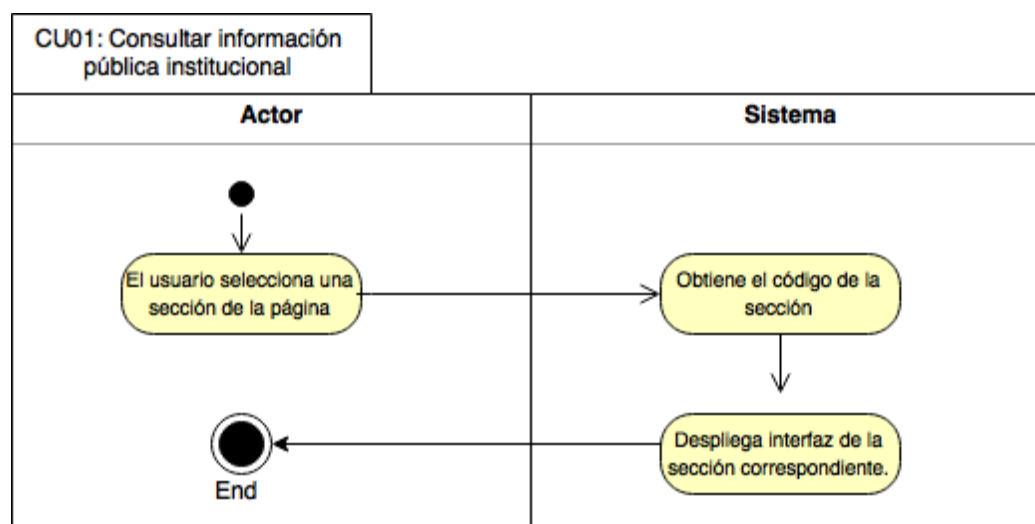 CU01: Consultar información
pública institucional
Actor
Sistema
El usuario selecciona una
sección de la página
Obtiene el código de la
sección
Despliega interfaz de la
sección correspondiente.
End